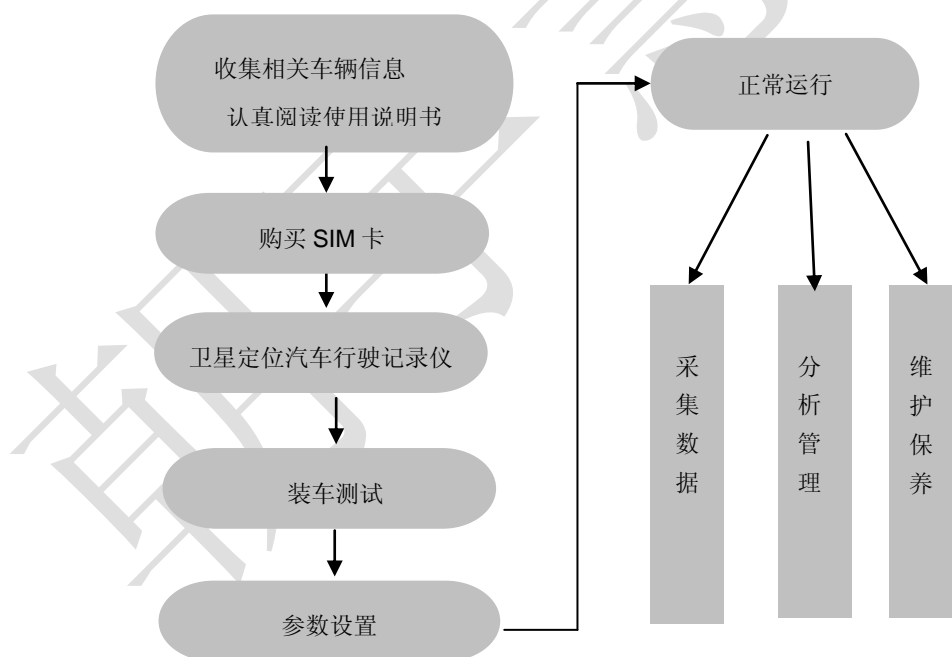 收集相关车辆信息
认真阅读使用说明书
购买 SIM 卡
卫星定位汽车行驶记录仪
装车测试
参数设置
正常运行
采集数据
分析管理
维护保养